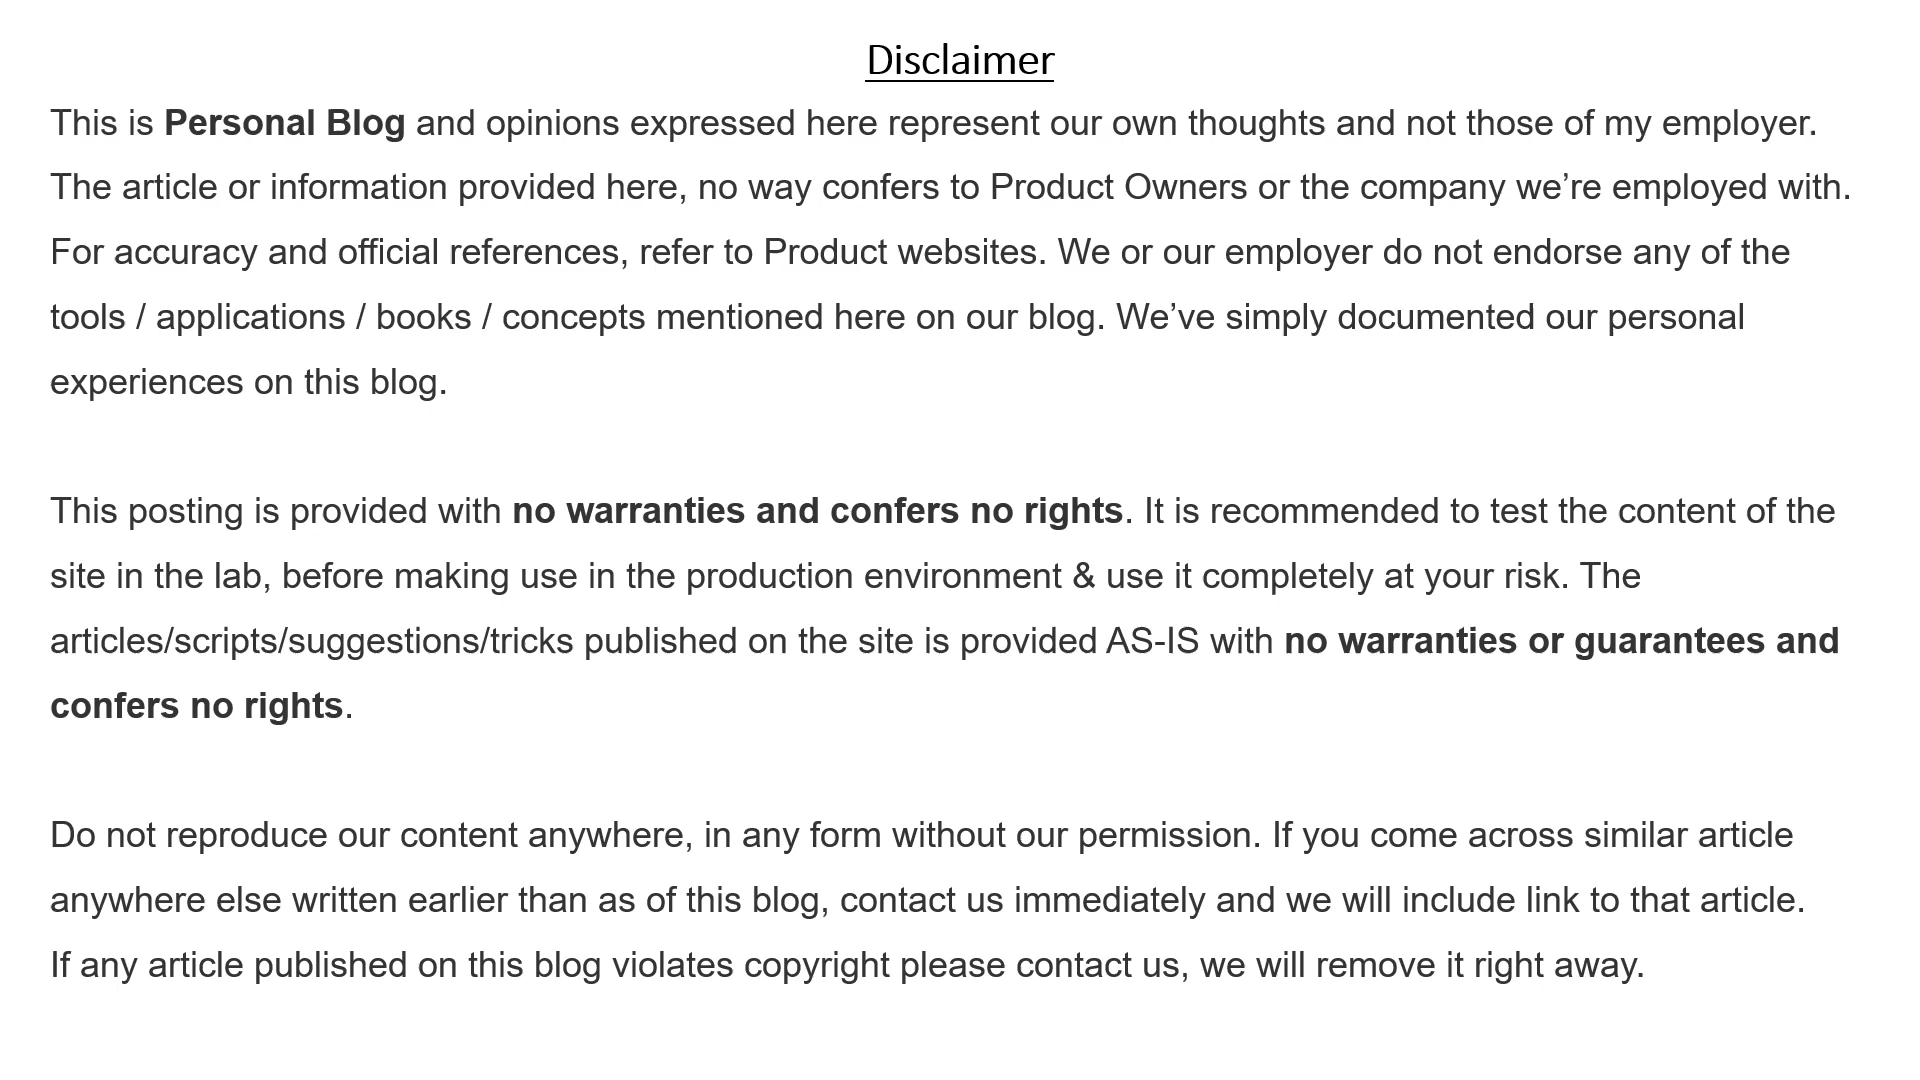 Disclaimer
This is Personal Blog and opinions expressed here represent our own thoughts and not those of my employer.
The article or information provided here, no way confers to Product Owners or the company we’re employed with.
For accuracy and official references, refer to Product websites. We or our employer do not endorse any of the
tools / applications / books / concepts mentioned here on our blog. We’ve simply documented our personal
experiences on this blog.
This posting is provided with no warranties and confers no rights. It is recommended to test the content of the
site in the lab, before making use in the production environment & use it completely at your risk. The
articles/scripts/suggestions/tricks published on the site is provided AS-IS with no warranties or guarantees and
confers no rights.
Do not reproduce our content anywhere, in any form without our permission. If you come across similar article
anywhere else written earlier than as of this blog, contact us immediately and we will include link to that article.
If any article published on this blog violates copyright please contact us, we will remove it right away.